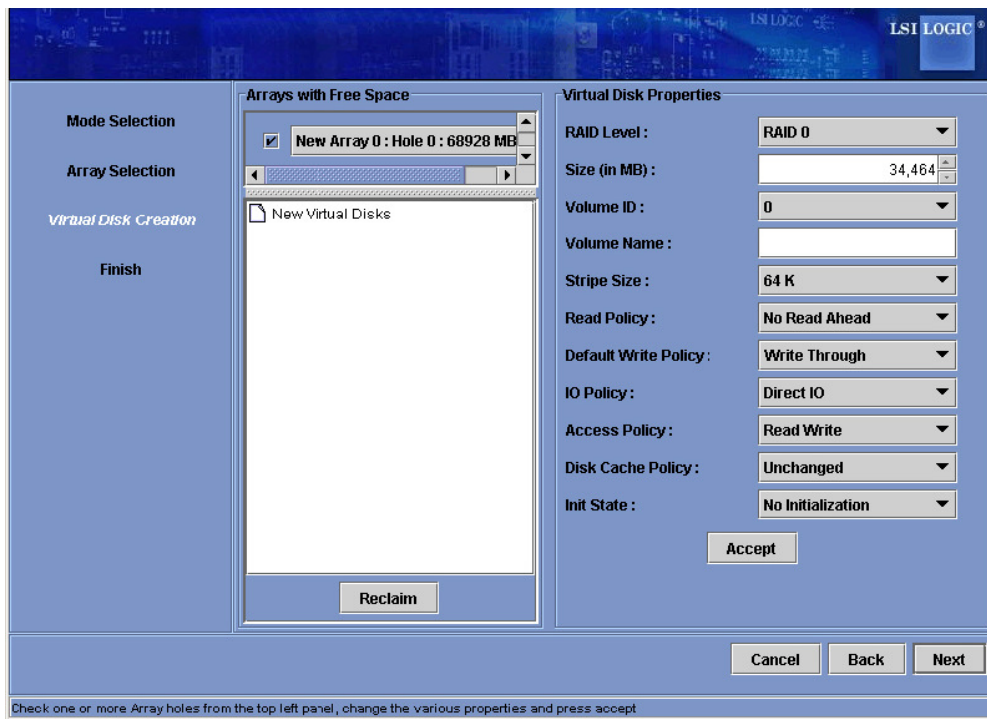 LSI LOGIC
LSI LOGIC ®
Mode Selection
Array Selection
Virtual Disk Creation
Finish
Arrays with Free Space
New Array 0 : Hole 0 : 68928 MB
New Virtual Disks
Reclaim
Virtual Disk Properties
RAID Level : RAID 0
Size (in MB) : 34,464
Volume ID : 0
Volume Name :
Stripe Size : 64 K
Read Policy : No Read Ahead
Default Write Policy : Write Through
IO Policy : Direct IO
Access Policy : Read Write
Disk Cache Policy : Unchanged
Init State : No Initialization
Accept
Cancel Back Next
Check one or more Array holes from the top left panel, change the various properties and press accept